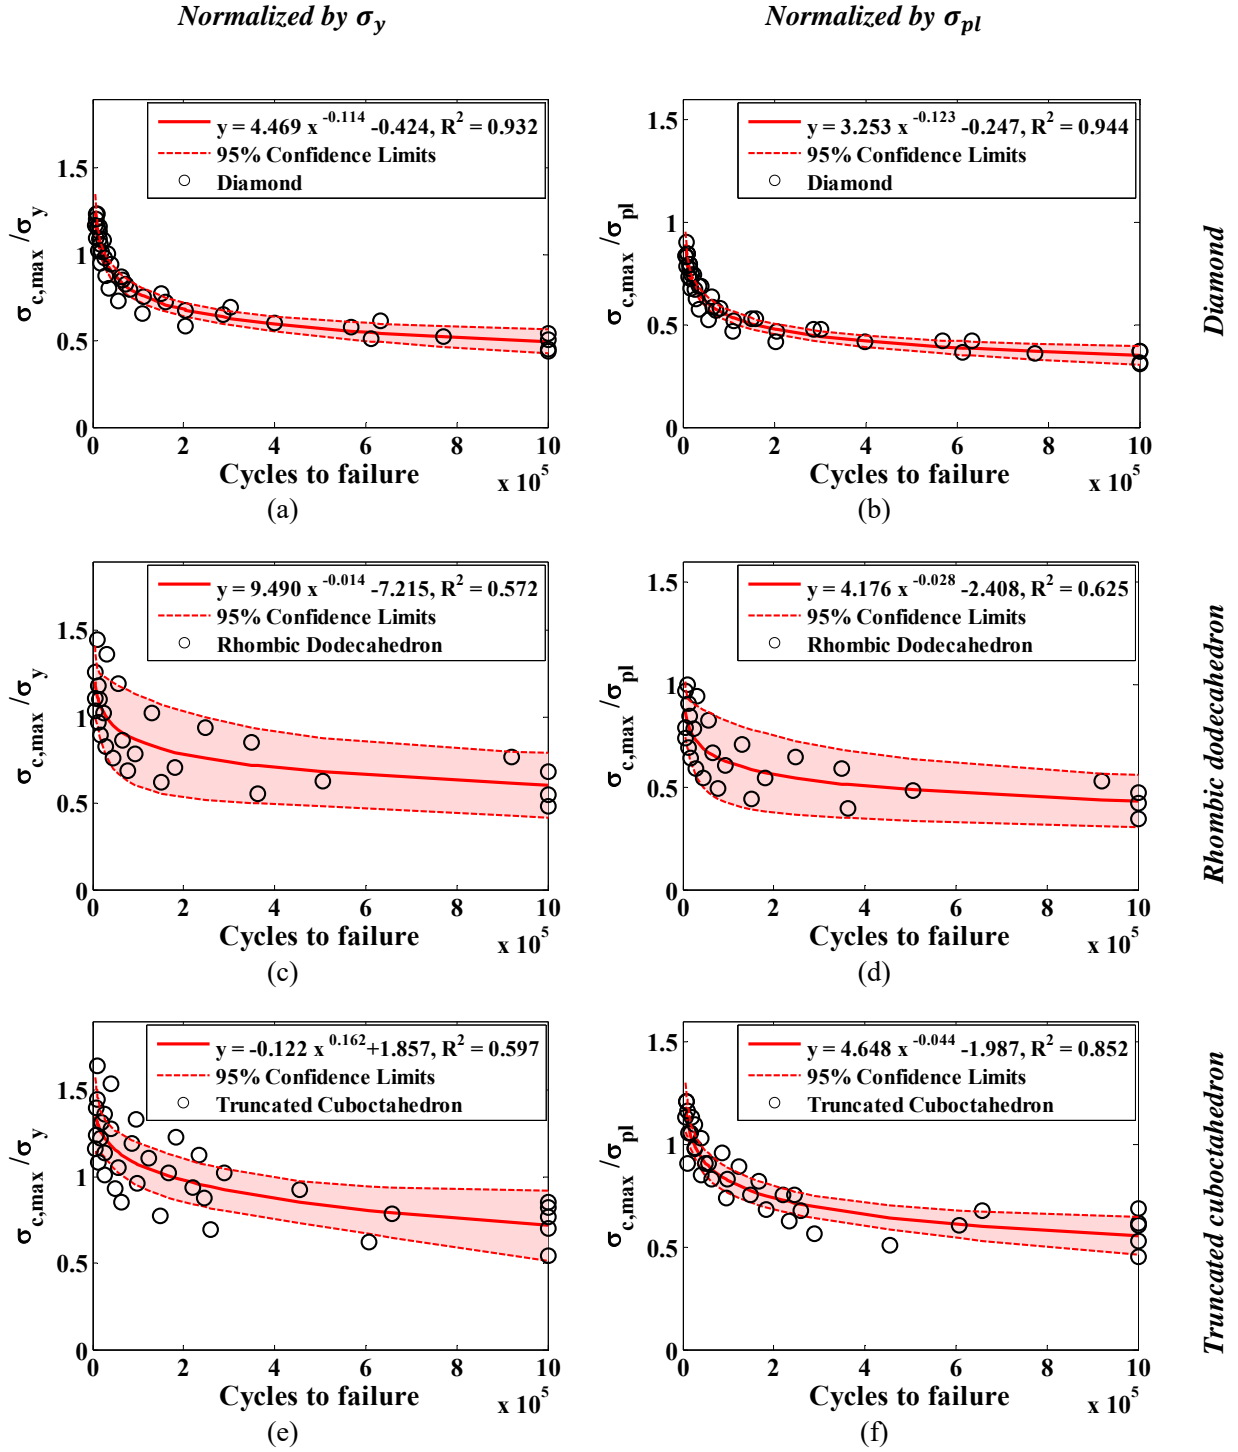 Normalized by σy
Normalized by σpl
y = 4.469 x^-0.114 -0.424, R² = 0.932
95% Confidence Limits
Diamond
1.5
1
0.5
0
σc,max /σy
0 2 4 6 8 10
Cycles to failure
x 10⁵
(a)
y = 3.253 x^-0.123 -0.247, R² = 0.944
95% Confidence Limits
Diamond
1.5
1
0.5
0
σc,max /σpl
0 2 4 6 8 10
Cycles to failure
x 10⁵
(b)
Diamond
y = 9.490 x^-0.014 -7.215, R² = 0.572
95% Confidence Limits
Rhombic Dodecahedron
1.5
1
0.5
0
σc,max /σy
0 2 4 6 8 10
Cycles to failure
x 10⁵
(c)
y = 4.176 x^-0.028 -2.408, R² = 0.625
95% Confidence Limits
Rhombic Dodecahedron
1.5
1
0.5
0
σc,max /σpl
0 2 4 6 8 10
Cycles to failure
x 10⁵
(d)
Rhombic dodecahedron
y = -0.122 x^0.162+1.857, R² = 0.597
95% Confidence Limits
Truncated Cuboctahedron
1.5
1
0.5
0
σc,max /σy
0 2 4 6 8 10
Cycles to failure
x 10⁵
(e)
y = 4.648 x^-0.044 -1.987, R² = 0.852
95% Confidence Limits
Truncated Cuboctahedron
1.5
1
0.5
0
σc,max /σpl
0 2 4 6 8 10
Cycles to failure
x 10⁵
(f)
Truncated cuboctahedron